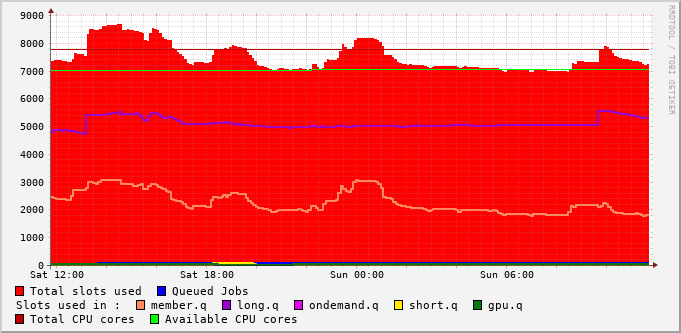 9000
8000
7000
6000
5000
4000
3000
2000
1000
0
Sat 12:00 Sat 18:00 Sun 00:00 Sun 06:00
Total slots used Queued Jobs
Slots used in : member.q long.q ondemand.q short.q gpu.q
Total CPU cores Available CPU cores
RRDTOOL / TOBI OETIKER